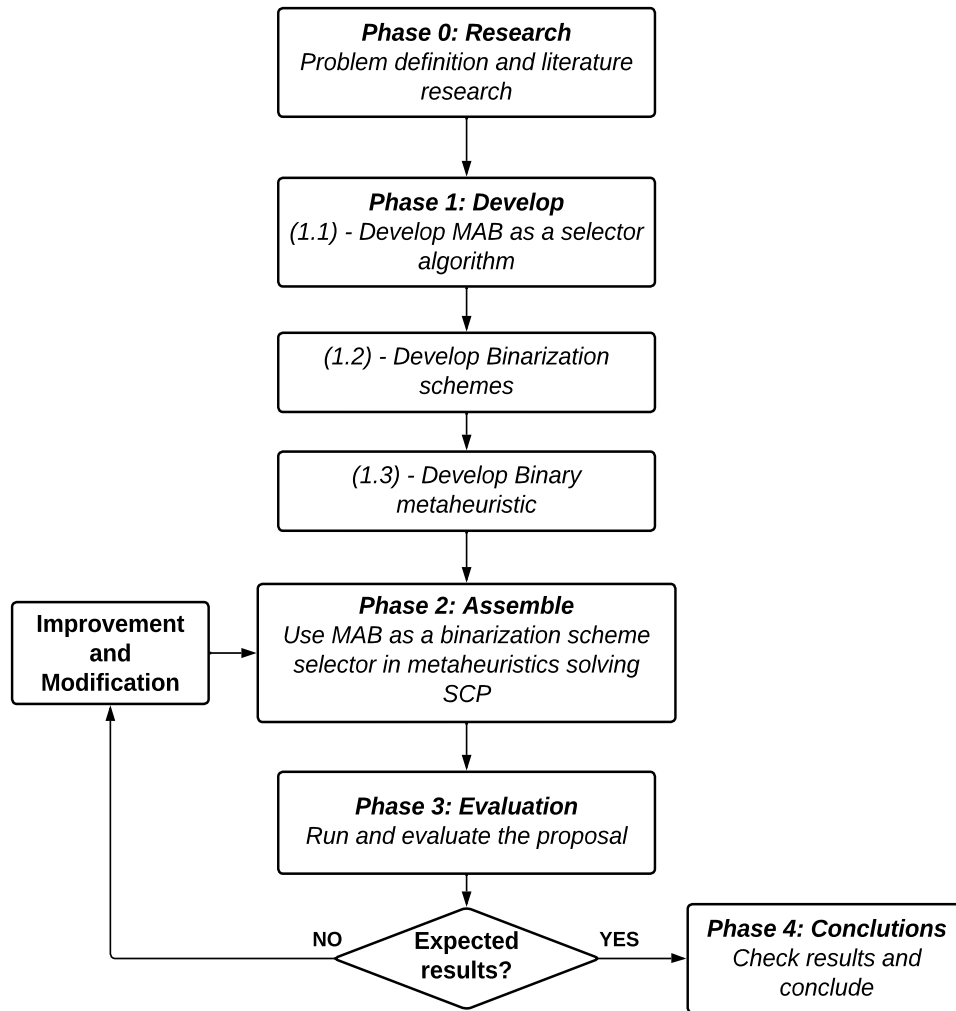 Phase 0: Research
Problem definition and literature
research
Phase 1: Develop
(1.1) - Develop MAB as a selector
algorithm
(1.2) - Develop Binarization
schemes
(1.3) - Develop Binary
metaheuristic
Improvement
and
Modification
Phase 2: Assemble
Use MAB as a binarization scheme
selector in metaheuristics solving
SCP
Phase 3: Evaluation
Run and evaluate the proposal
NO
Expected
results?
YES
Phase 4: Conclutions
Check results and
conclude